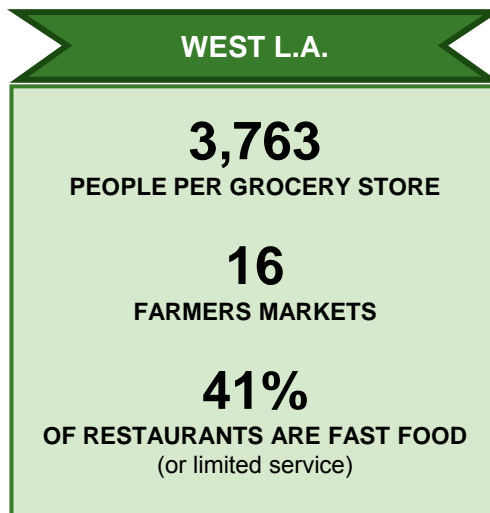 WEST L.A.
3,763
PEOPLE PER GROCERY STORE
16
FARMERS MARKETS
41%
OF RESTAURANTS ARE FAST FOOD
(or limited service)